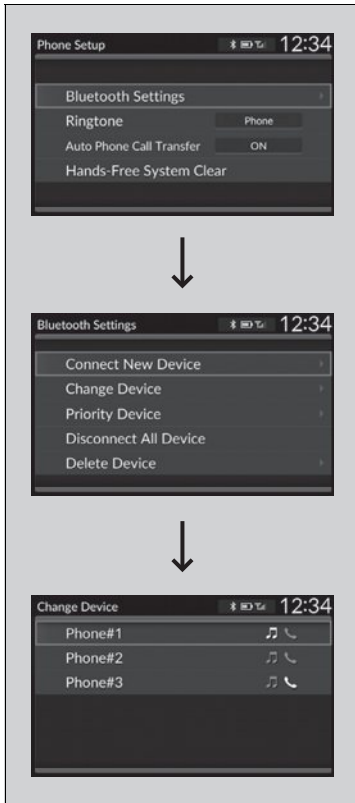 Phone Setup 12:34
Bluetooth Settings
Ringtone Phone
Auto Phone Call Transfer ON
Hands-Free System Clear
Bluetooth Settings 12:34
Connect New Device
Change Device
Priority Device
Disconnect All Device
Delete Device
Change Device 12:34
Phone#1
Phone#2
Phone#3